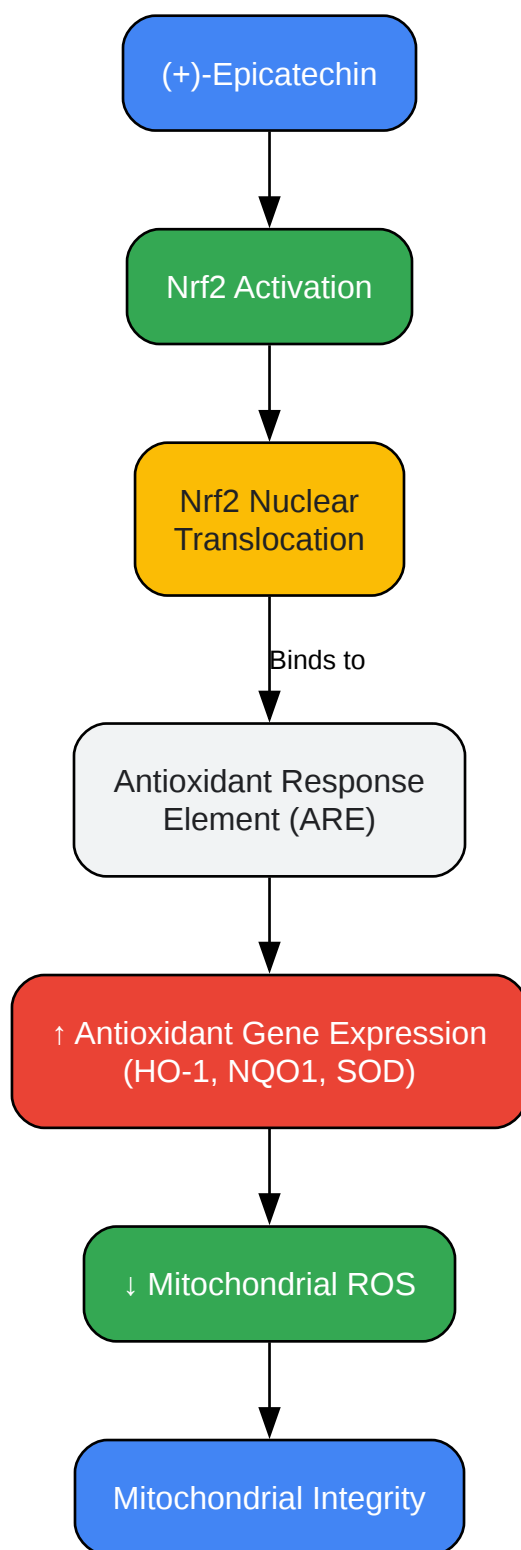 (+)-Epicatechin
Nrf2 Activation
Nrf2 Nuclear
Translocation
Binds to
Antioxidant Response
Element (ARE)
↑ Antioxidant Gene Expression
(HO-1, NQO1, SOD)
↓ Mitochondrial ROS
Mitochondrial Integrity